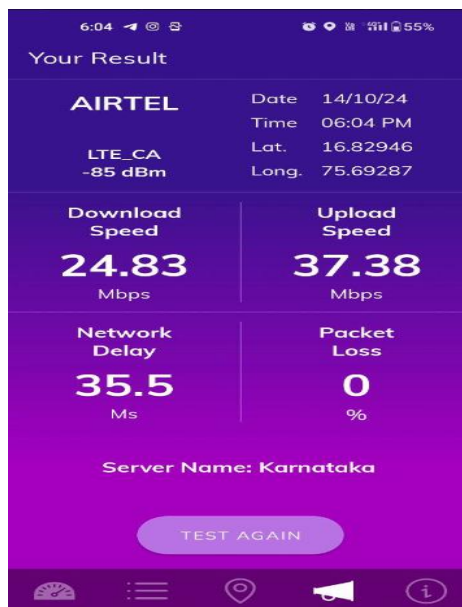 6:04
55%
Your Result
AIRTEL
LTE_CA
-85 dBm
Date 14/10/24
Time 06:04 PM
Lat. 16.82946
Long. 75.69287
Download
Speed
24.83
Mbps
Upload
Speed
37.38
Mbps
Network
Delay
35.5
Ms
Packet
Loss
0
%
Server Name: Karnataka
TEST AGAIN